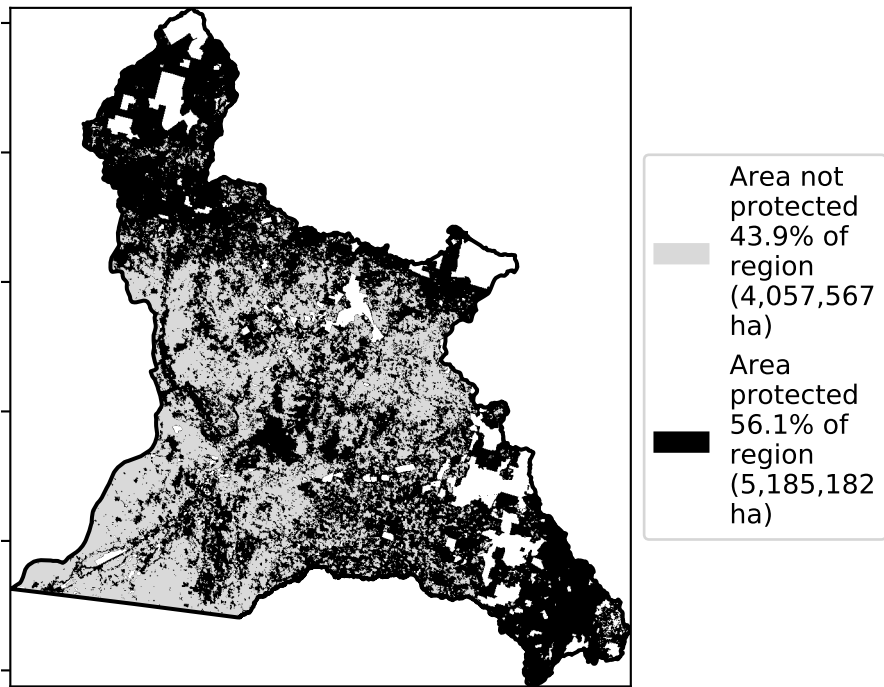 Area not
protected
43.9% of
region
(4,057,567
ha)
Area
protected
56.1% of
region
(5,185,182
ha)